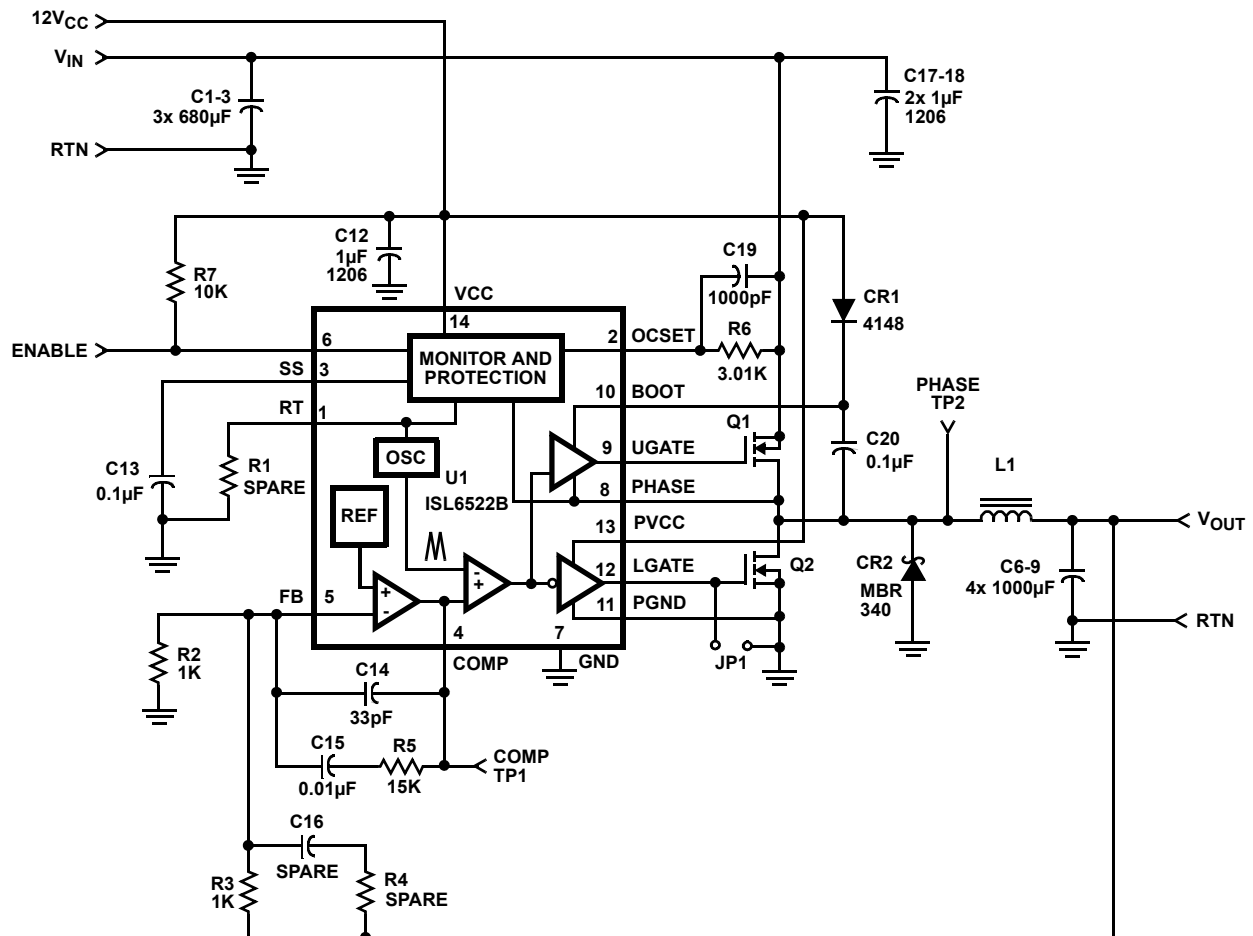 12VCC
VIN
C1-3
3x 680µF
RTN
C17-18
2x 1µF
1206
C12
1µF
1206
R7
10K
C19
1000pF
R6
3.01K
CR1
4148
VCC
14
ENABLE
6
MONITOR AND
PROTECTION
2
OCSET
SS
3
10
BOOT
PHASE
TP2
RT
1
Q1
OSC
9
UGATE
C20
0.1µF
C13
0.1µF
R1
SPARE
U1
ISL6522B
8
PHASE
L1
REF
13
PVCC
VOUT
12
LGATE
Q2
CR2
MBR
340
C6-9
4x 1000µF
- +
FB
5
+ -
11
PGND
RTN
4
COMP
7
GND
JP1
R2
1K
C14
33pF
C15
0.01µF
R5
15K
COMP
TP1
C16
SPARE
R3
1K
R4
SPARE